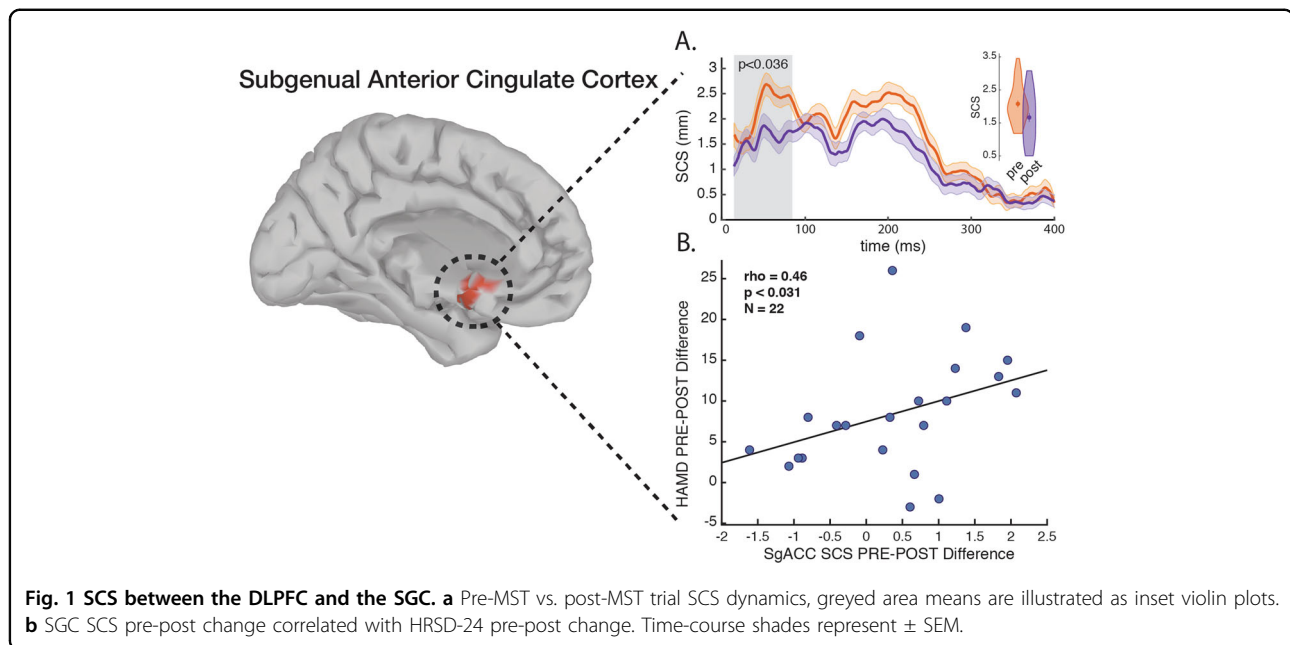 Subgenual Anterior Cingulate Cortex
A.
p<0.036
3
2.5
2
1.5
1
0.5
0
SCS (mm)
0 100 200 300 400
time (ms)
3.5
2.5
1.5
0.5
SCS
pre
post
B.
rho = 0.46
p < 0.031
N = 22
25
20
15
10
5
0
-5
HAMD PRE-POST Difference
-2 -1.5 -1 -0.5 0 0.5 1 1.5 2 2.5
SgACC SCS PRE-POST Difference
Fig. 1 SCS between the DLPFC and the SGC. a Pre-MST vs. post-MST trial SCS dynamics, greyed area means are illustrated as inset violin plots.
b SGC SCS pre-post change correlated with HRSD-24 pre-post change. Time-course shades represent ± SEM.